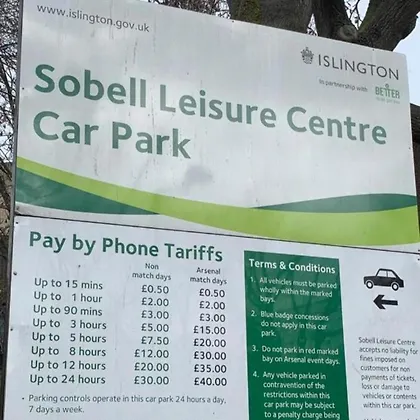 www.islington.gov.uk
ISLINGTON
in partnership with BETTER
Sobell Leisure Centre
Car Park
Pay by Phone Tariffs
Non match days
Arsenal match days
Up to 15 mins £0.50 £0.50
Up to 1 hour £2.00 £2.00
Up to 90 mins £3.00 £3.00
Up to 3 hours £5.00 £15.00
Up to 5 hours £7.50 £20.00
Up to 8 hours £12.00 £30.00
Up to 12 hours £20.00 £35.00
Up to 24 hours £30.00 £40.00
· Parking controls operate in this car park 24 hours a day,
7 days a week.
Terms & Conditions
1. All vehicles must be parked
wholly within the marked
bays.
2. Blue badge concessions
do not apply in this car
park.
3. Do not park in red marked
bay on Arsenal event days.
4. Any vehicle parked in
contravention of the
restrictions within this
car park may be subject
to a penalty charge being
Sobell Leisure Centre
accepts no liability for
fines imposed on
customers for non
payments of tickets,
loss or damage to
vehicles or contents
within this car park.